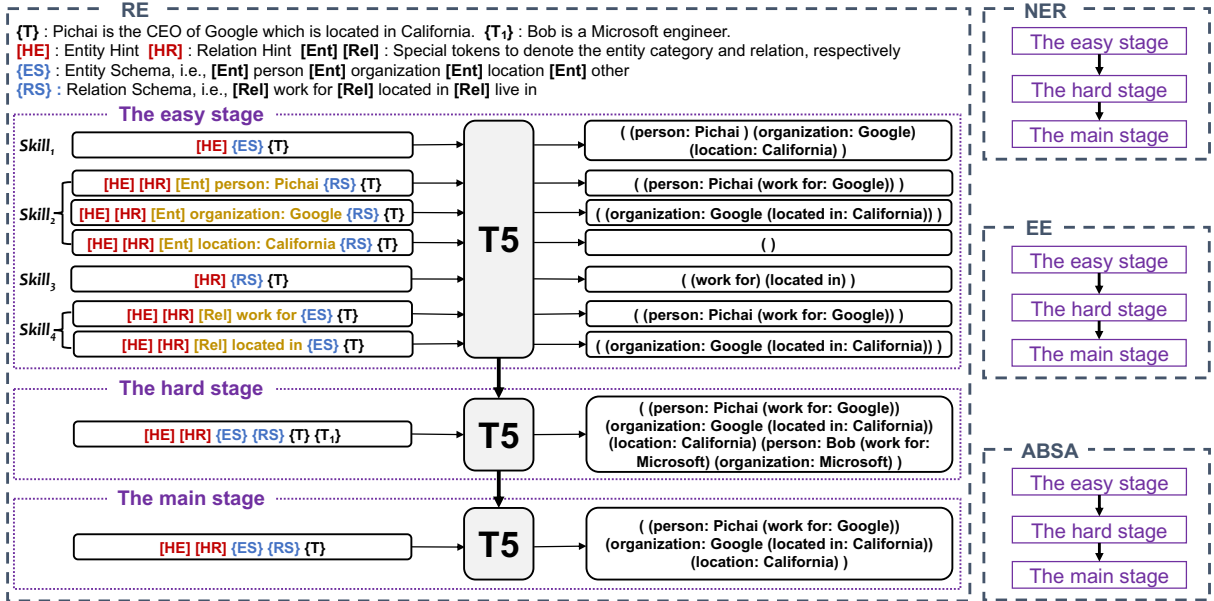 RE
{T} : Pichai is the CEO of Google which is located in California. {T₁} : Bob is a Microsoft engineer.
[HE] : Entity Hint [HR] : Relation Hint [Ent] [Rel] : Special tokens to denote the entity category and relation, respectively
{ES} : Entity Schema, i.e., [Ent] person [Ent] organization [Ent] location [Ent] other
{RS} : Relation Schema, i.e., [Rel] work for [Rel] located in [Rel] live in
The easy stage
Skill₁
[HE] {ES} {T}
T5
( (person: Pichai ) (organization: Google)
(location: California) )
Skill₂
[HE] [HR] [Ent] person: Pichai {RS} {T}
( (person: Pichai (work for: Google)) )
[HE] [HR] [Ent] organization: Google {RS} {T}
( (organization: Google (located in: California)) )
[HE] [HR] [Ent] location: California {RS} {T}
( )
Skill₃
[HR] {RS} {T}
( (work for) (located in) )
Skill₄
[HE] [HR] [Rel] work for {ES} {T}
( (person: Pichai (work for: Google)) )
[HE] [HR] [Rel] located in {ES} {T}
( (organization: Google (located in: California)) )
The hard stage
[HE] [HR] {ES} {RS} {T} {T₁}
T5
( (person: Pichai (work for: Google))
(organization: Google (located in: California))
(location: California) (person: Bob (work for:
Microsoft) (organization: Microsoft) )
The main stage
[HE] [HR] {ES} {RS} {T}
T5
( (person: Pichai (work for: Google))
(organization: Google (located in: California))
(location: California) )
NER
The easy stage
The hard stage
The main stage
EE
The easy stage
The hard stage
The main stage
ABSA
The easy stage
The hard stage
The main stage